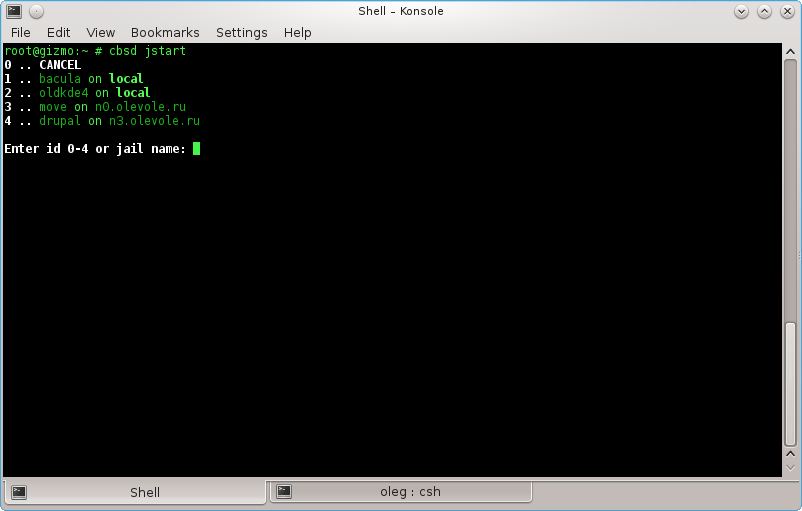 Shell – Konsole
File Edit View Bookmarks Settings Help
root@gizmo:~ # cbsd jstart
0 .. CANCEL
1 .. bacula on local
2 .. oldkde4 on local
3 .. move on n0.olevole.ru
4 .. drupal on n3.olevole.ru
Enter id 0-4 or jail name:
Shell
oleg : csh